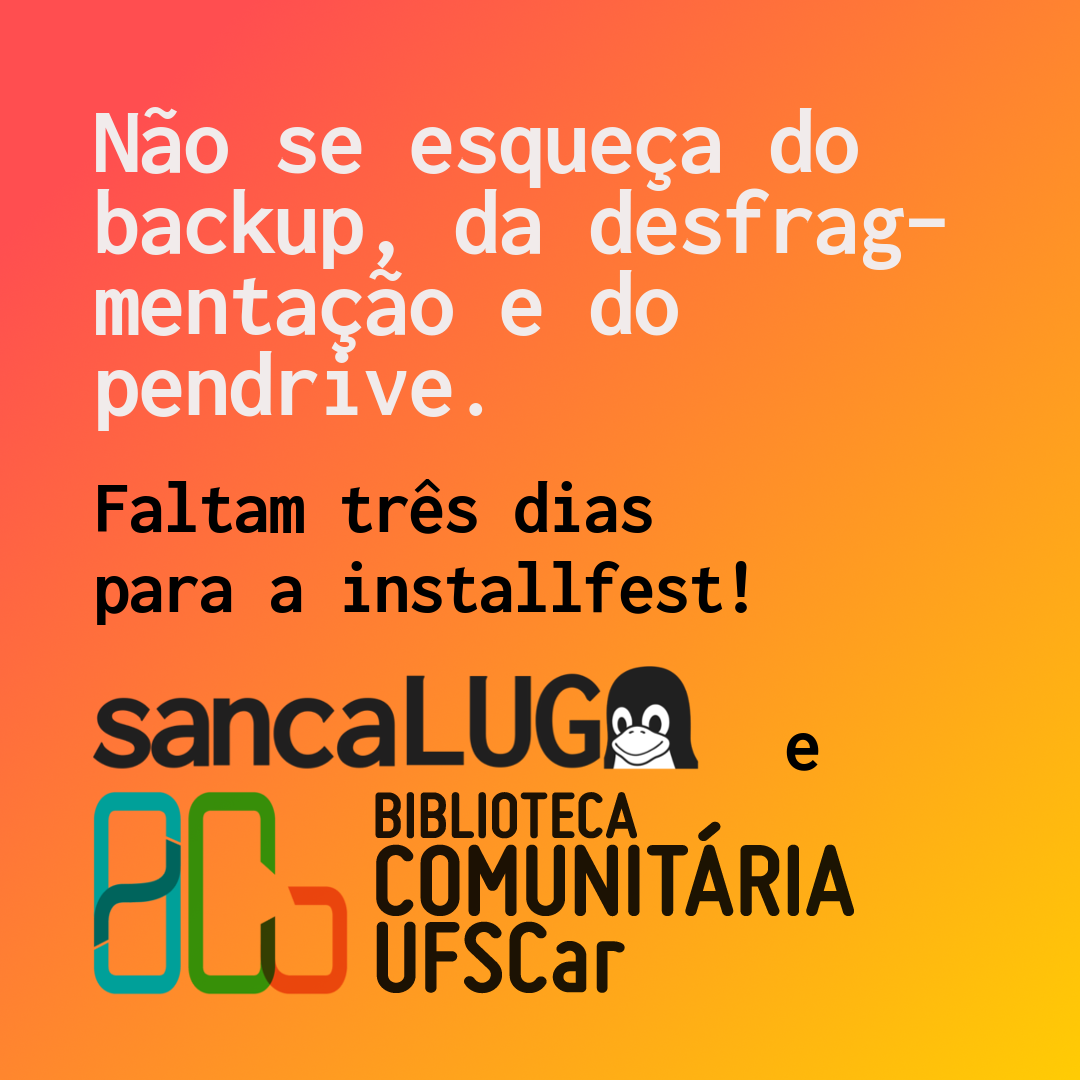 Não se esqueça do
backup, da desfrag-
mentação e do
pendrive.
Faltam três dias
para a installfest!
sancaLUG
e
BIBLIOTECA
COMUNITÁRIA
UFSCar